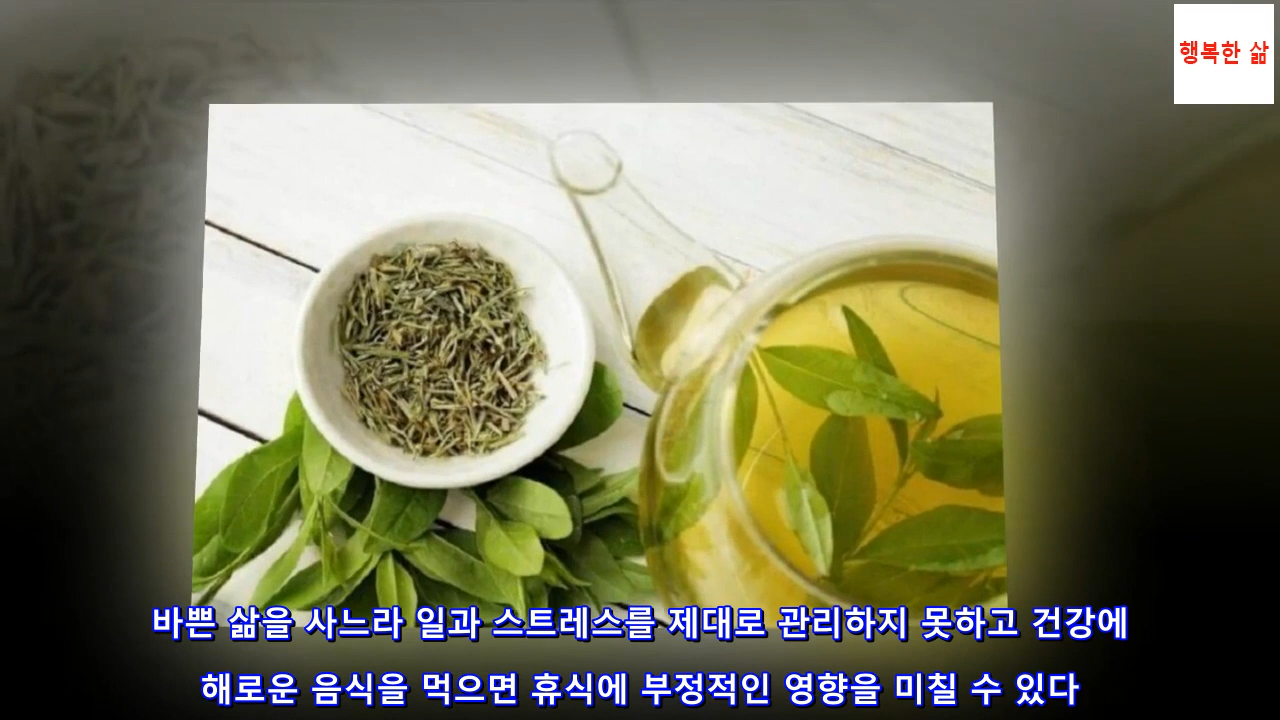 행복한 삶
바쁜 삶을 사느라 일과 스트레스를 제대로 관리하지 못하고 건강에
해로운 음식을 먹으면 휴식에 부정적인 영향을 미칠 수 있다